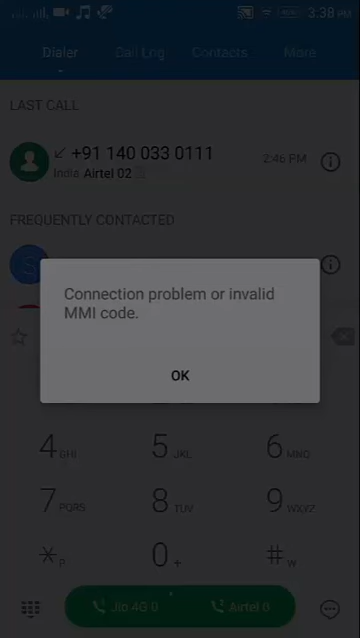 3:38 PM
Dialer Call Log Contacts More
LAST CALL
+91 140 033 0111
2:46 PM
India Airtel 02
FREQUENTLY CONTACTED
S
Connection problem or invalid
MMI code.
OK
4 GHI 5 JKL 6 MNO
7 PQRS 8 TUV 9 WXYZ
* P 0 + # W
Jio 4G 0 Airtel 0